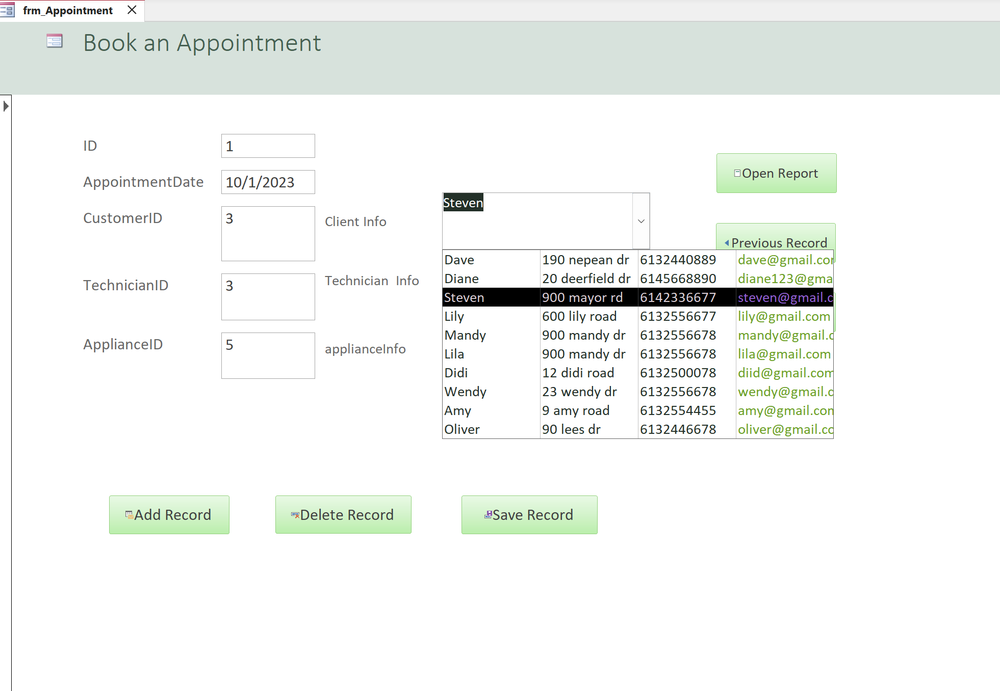 frm_Appointment
Book an Appointment
ID
1
Open Report
AppointmentDate
10/1/2023
Steven
CustomerID
3
Client Info
Previous Record
Dave 190 nepean dr 6132440889 dave@gmail.com
Diane 20 deerfield dr 6145668890 diane123@gma
Steven 900 mayor rd 6142336677 steven@gmail.c
Lily 600 lily road 6132556677 lily@gmail.com
Mandy 900 mandy dr 6132556678 mandy@gmail.c
Lila 900 mandy dr 6132556678 lila@gmail.com
Didi 12 didi road 6132500078 diid@gmail.com
Wendy 23 wendy dr 6132556678 wendy@gmail.c
Amy 9 amy road 6132554455 amy@gmail.com
Oliver 90 lees dr 6132446678 oliver@gmail.co
TechnicianID
3
Technician Info
ApplianceID
5
applianceInfo
Add Record
Delete Record
Save Record